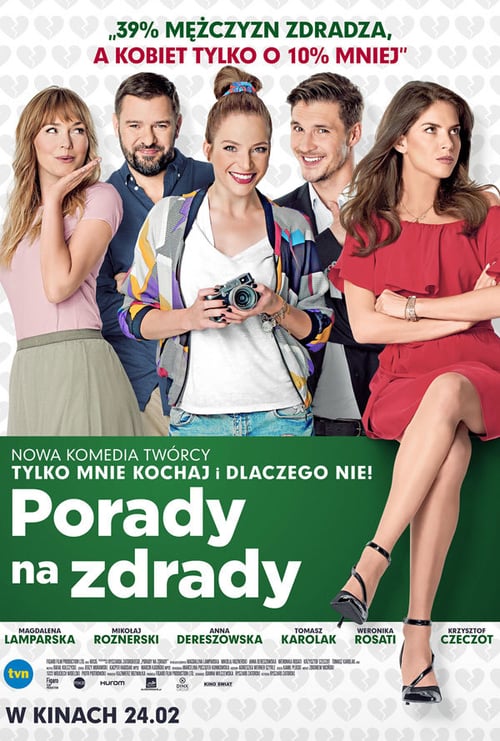 „39% MĘŻCZYZN ZDRADZA,
A KOBIET TYLKO O 10% MNIEJ”
NOWA KOMEDIA TWÓRCY
TYLKO MNIE KOCHAJ i DLACZEGO NIE!
Porady
na zdrady
MAGDALENA LAMPARSKA
MIKOŁAJ ROZNERSKI
ANNA DERESZOWSKA
TOMASZ KAROLAK
WERONIKA ROSATI
KRZYSZTOF CZECZOT
tvn
W KINACH 24.02